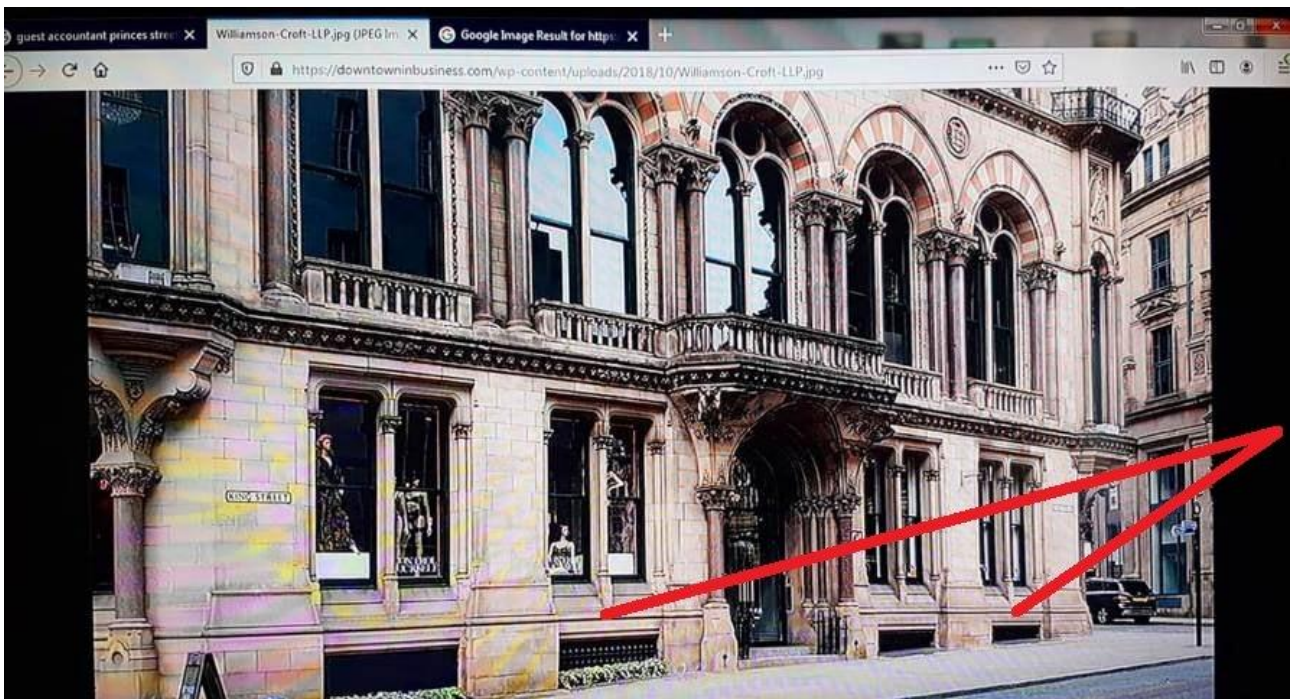 guest accountant princes stree
Williamson-Croft-LLP.jpg (JPEG Im
Google Image Result for https:
https://downtowninbusiness.com/wp-content/uploads/2018/10/Williamson-Croft-LLP.jpg
KING STREET